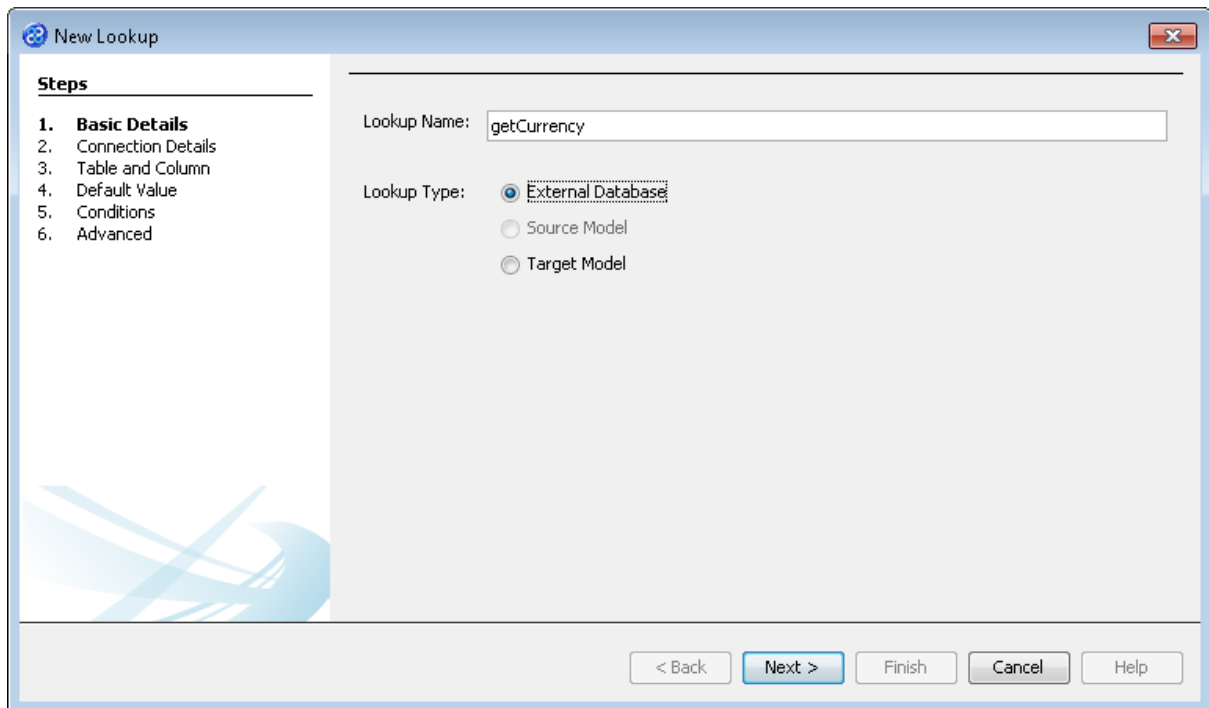 New Lookup
Steps
1. Basic Details
2. Connection Details
3. Table and Column
4. Default Value
5. Conditions
6. Advanced
Lookup Name: getCurrency
Lookup Type: External Database
Source Model
Target Model
< Back Next > Finish Cancel Help